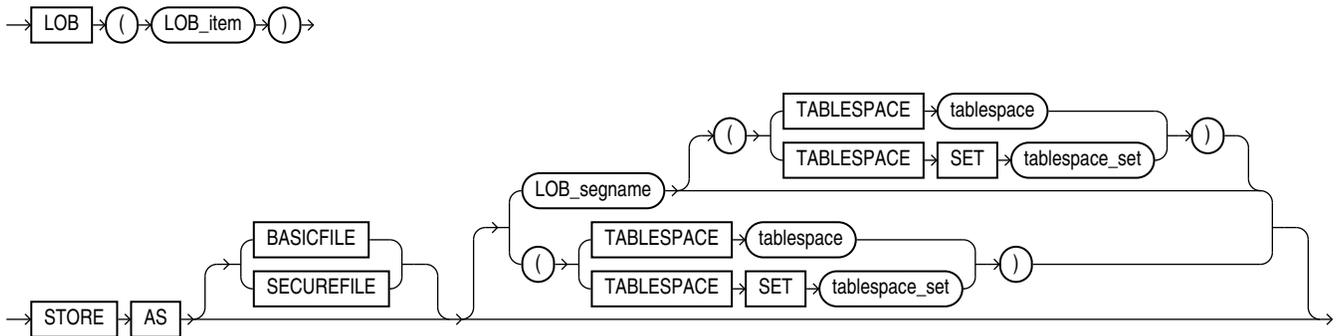 LOB ( LOB_item )
( TABLESPACE tablespace
TABLESPACE SET tablespace_set )
LOB_segname
BASICFILE
SECUREFILE
( TABLESPACE tablespace
TABLESPACE SET tablespace_set )
STORE AS